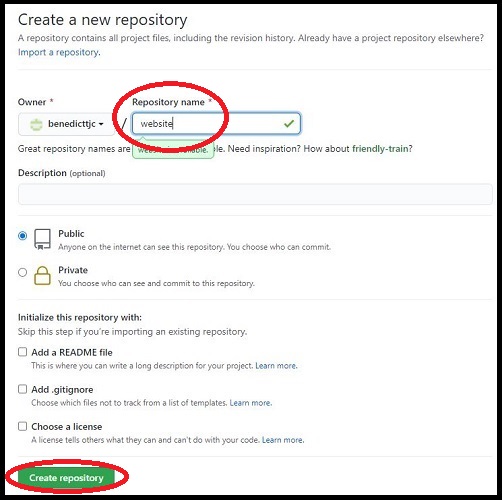 Create a new repository
A repository contains all project files, including the revision history. Already have a project repository elsewhere?
Import a repository.
Owner * Repository name *
benedicttjc / website
Great repository names are le. Need inspiration? How about friendly-train?
Description (optional)
Public
Anyone on the internet can see this repository. You choose who can commit.
Private
You choose who can see and commit to this repository.
Initialize this repository with:
Skip this step if you're importing an existing repository.
Add a README file
This is where you can write a long description for your project. Learn more.
Add .gitignore
Choose which files not to track from a list of templates. Learn more.
Choose a license
A license tells others what they can and can't do with your code. Learn more.
Create repository